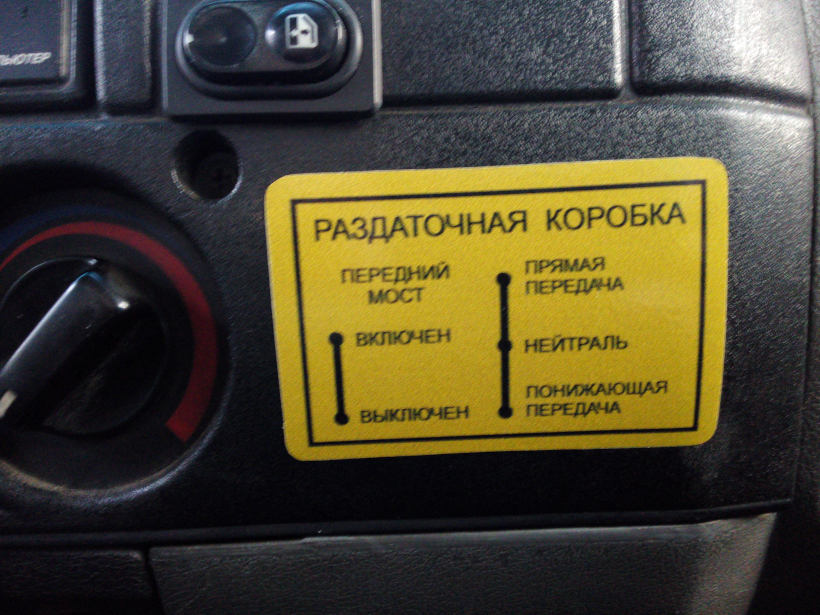 РАЗДАТОЧНАЯ КОРОБКА
ПЕРЕДНИЙ
МОСТ
ВКЛЮЧЕН
ВЫКЛЮЧЕН
ПРЯМАЯ
ПЕРЕДАЧА
НЕЙТРАЛЬ
ПОНИЖАЮЩАЯ
ПЕРЕДАЧА